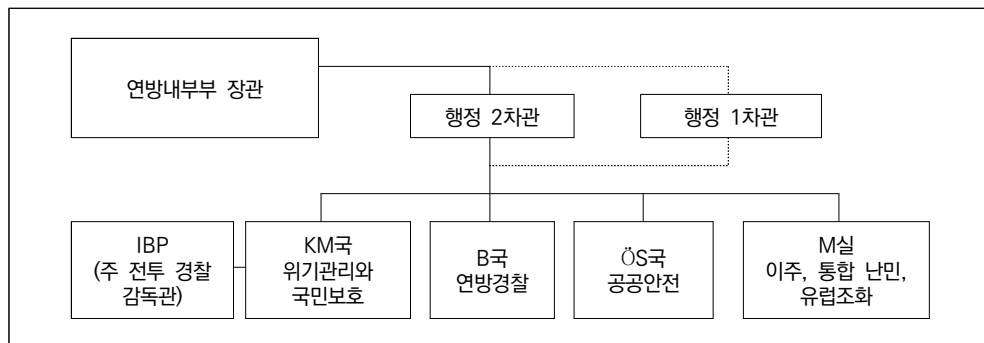 연방내부부 장관
행정 2차관
행정 1차관
IBP
(주 전투 경찰
감독관)
KM국
위기관리와
국민보호
B국
연방경찰
ÖS국
공공안전
M실
이주, 통합 난민,
유럽조화